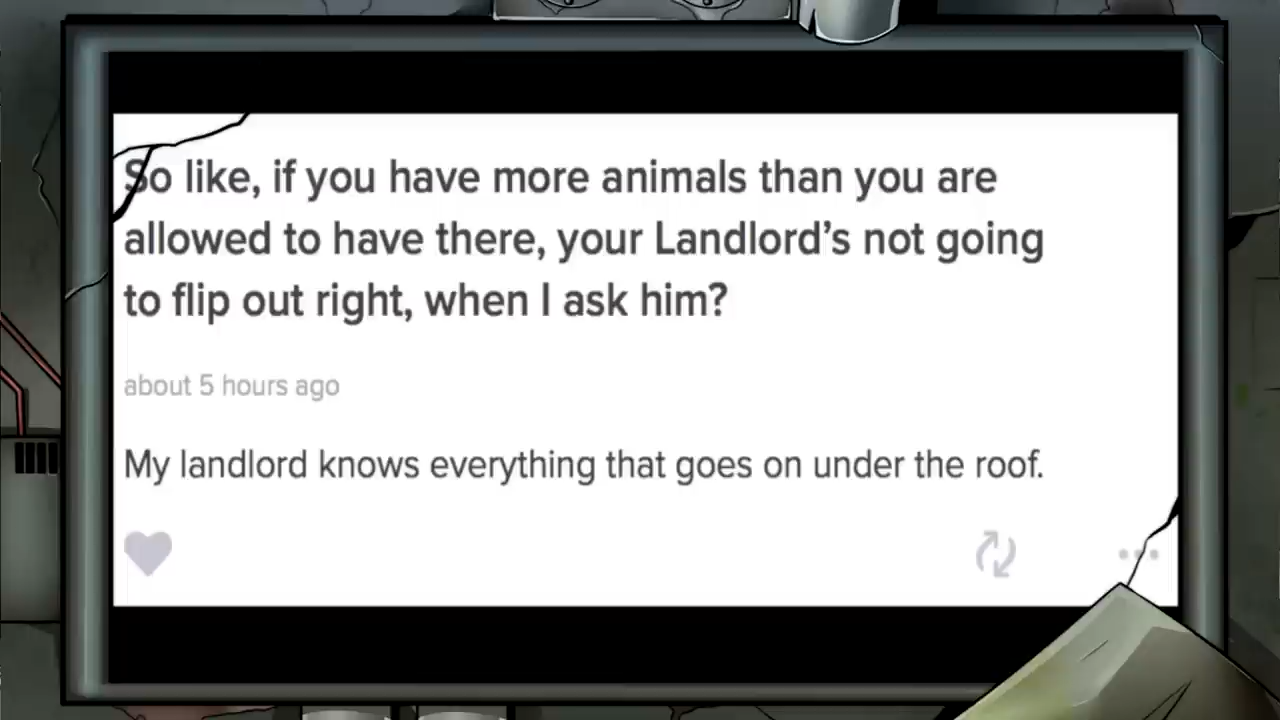 So like, if you have more animals than you are
allowed to have there, your Landlord’s not going
to flip out right, when I ask him?
about 5 hours ago
My landlord knows everything that goes on under the roof.